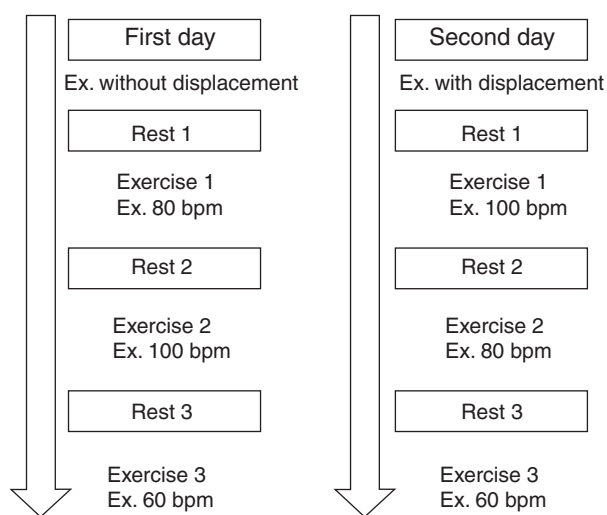 First day
Ex. without displacement
Rest 1
Exercise 1
Ex. 80 bpm
Rest 2
Exercise 2
Ex. 100 bpm
Rest 3
Exercise 3
Ex. 60 bpm
Second day
Ex. with displacement
Rest 1
Exercise 1
Ex. 100 bpm
Rest 2
Exercise 2
Ex. 80 bpm
Rest 3
Exercise 3
Ex. 60 bpm